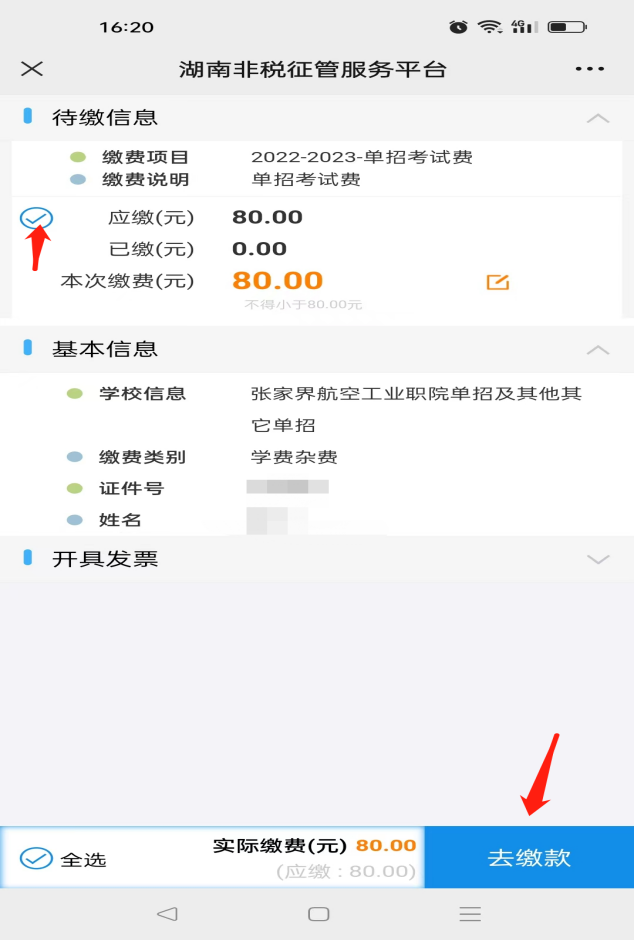 16:20
4G
湖南非税征管服务平台
待缴信息
缴费项目 2022-2023-单招考试费
缴费说明 单招考试费
应缴(元) 80.00
已缴(元) 0.00
本次缴费(元) 80.00
不得小于80.00元
基本信息
学校信息 张家界航空工业职院单招及其他其
它单招
缴费类别 学费杂费
证件号
姓名
开具发票
实际缴费(元) 80.00
全选 (应缴：80.00)
去缴款